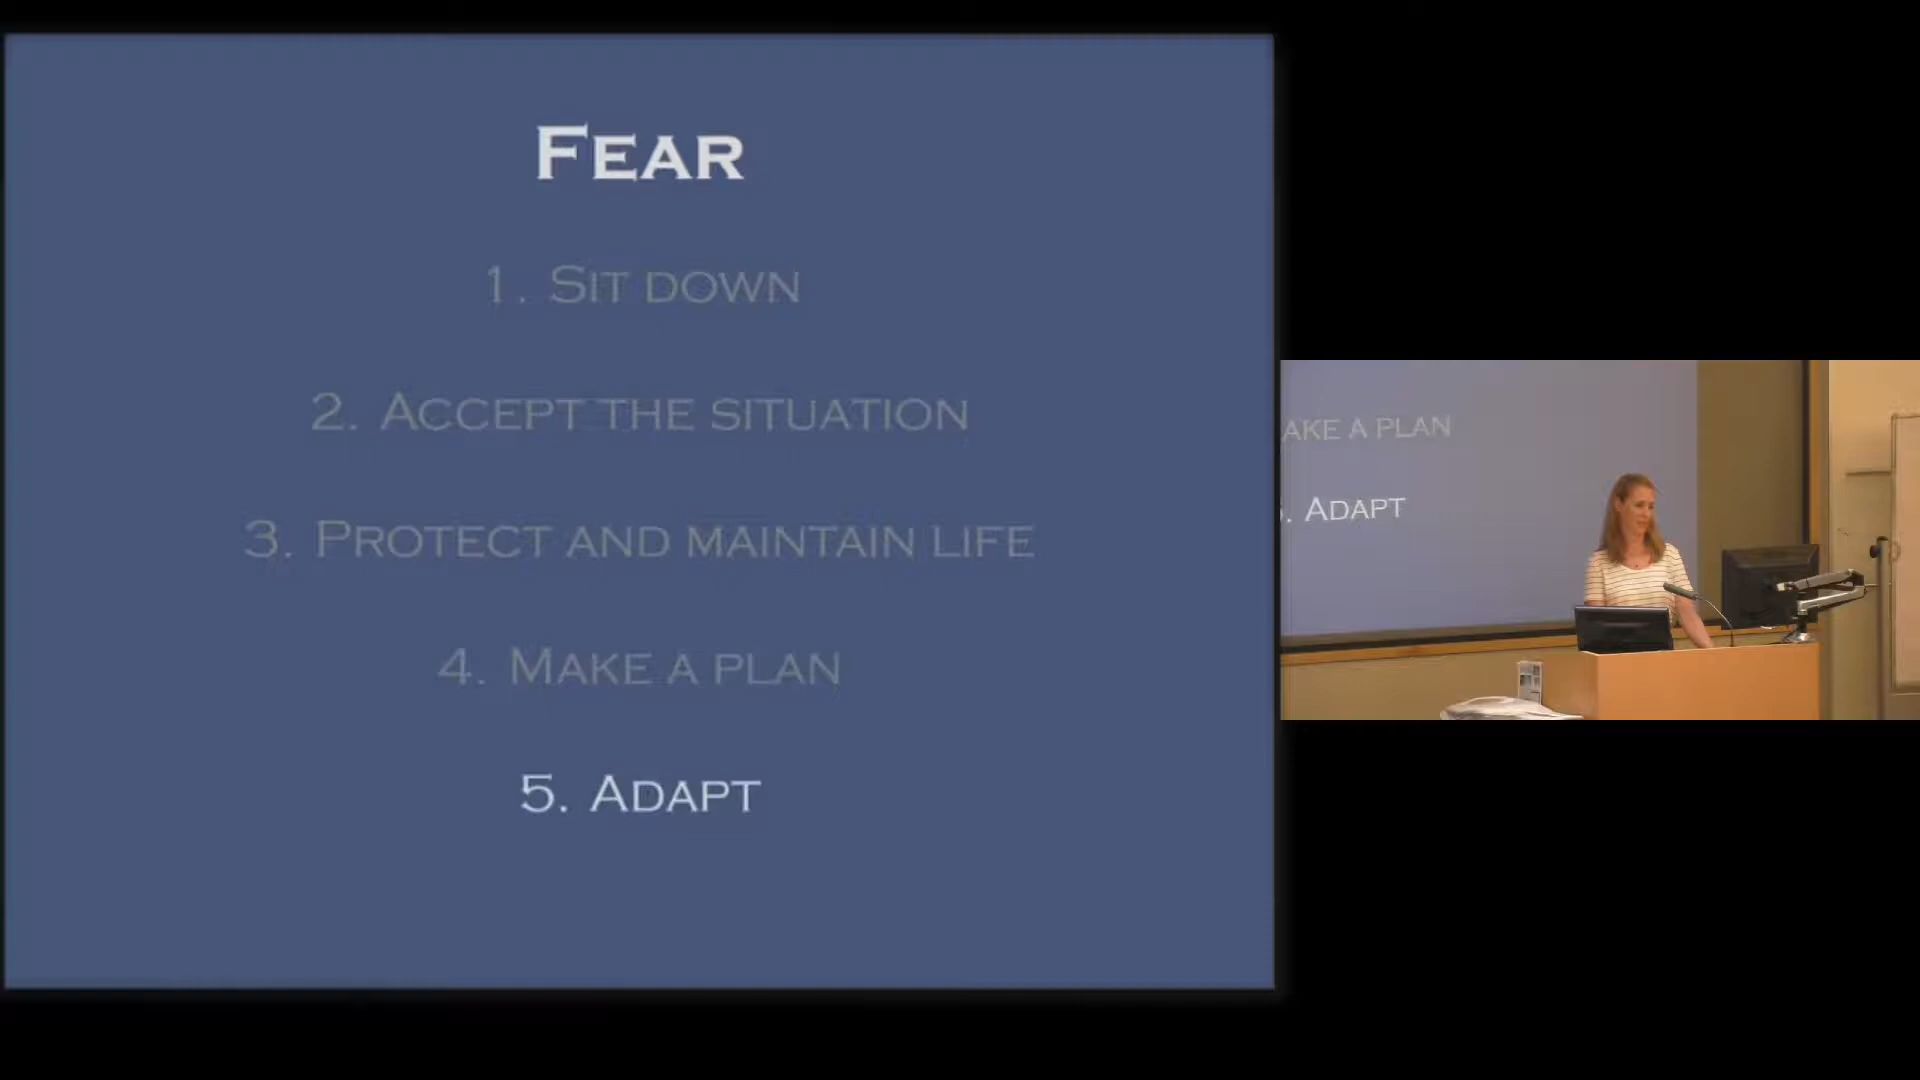 FEAR
1. SIT DOWN
2. ACCEPT THE SITUATION
3. PROTECT AND MAINTAIN LIFE
4. MAKE A PLAN
5. ADAPT
AKE A PLAN
. ADAPT